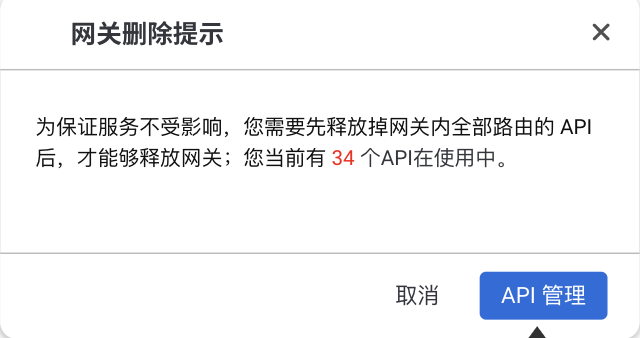 网关删除提示
为保证服务不受影响，您需要先释放掉网关内全部路由的 API
后，才能够释放网关；您当前有 34 个API在使用中。
取消
API 管理